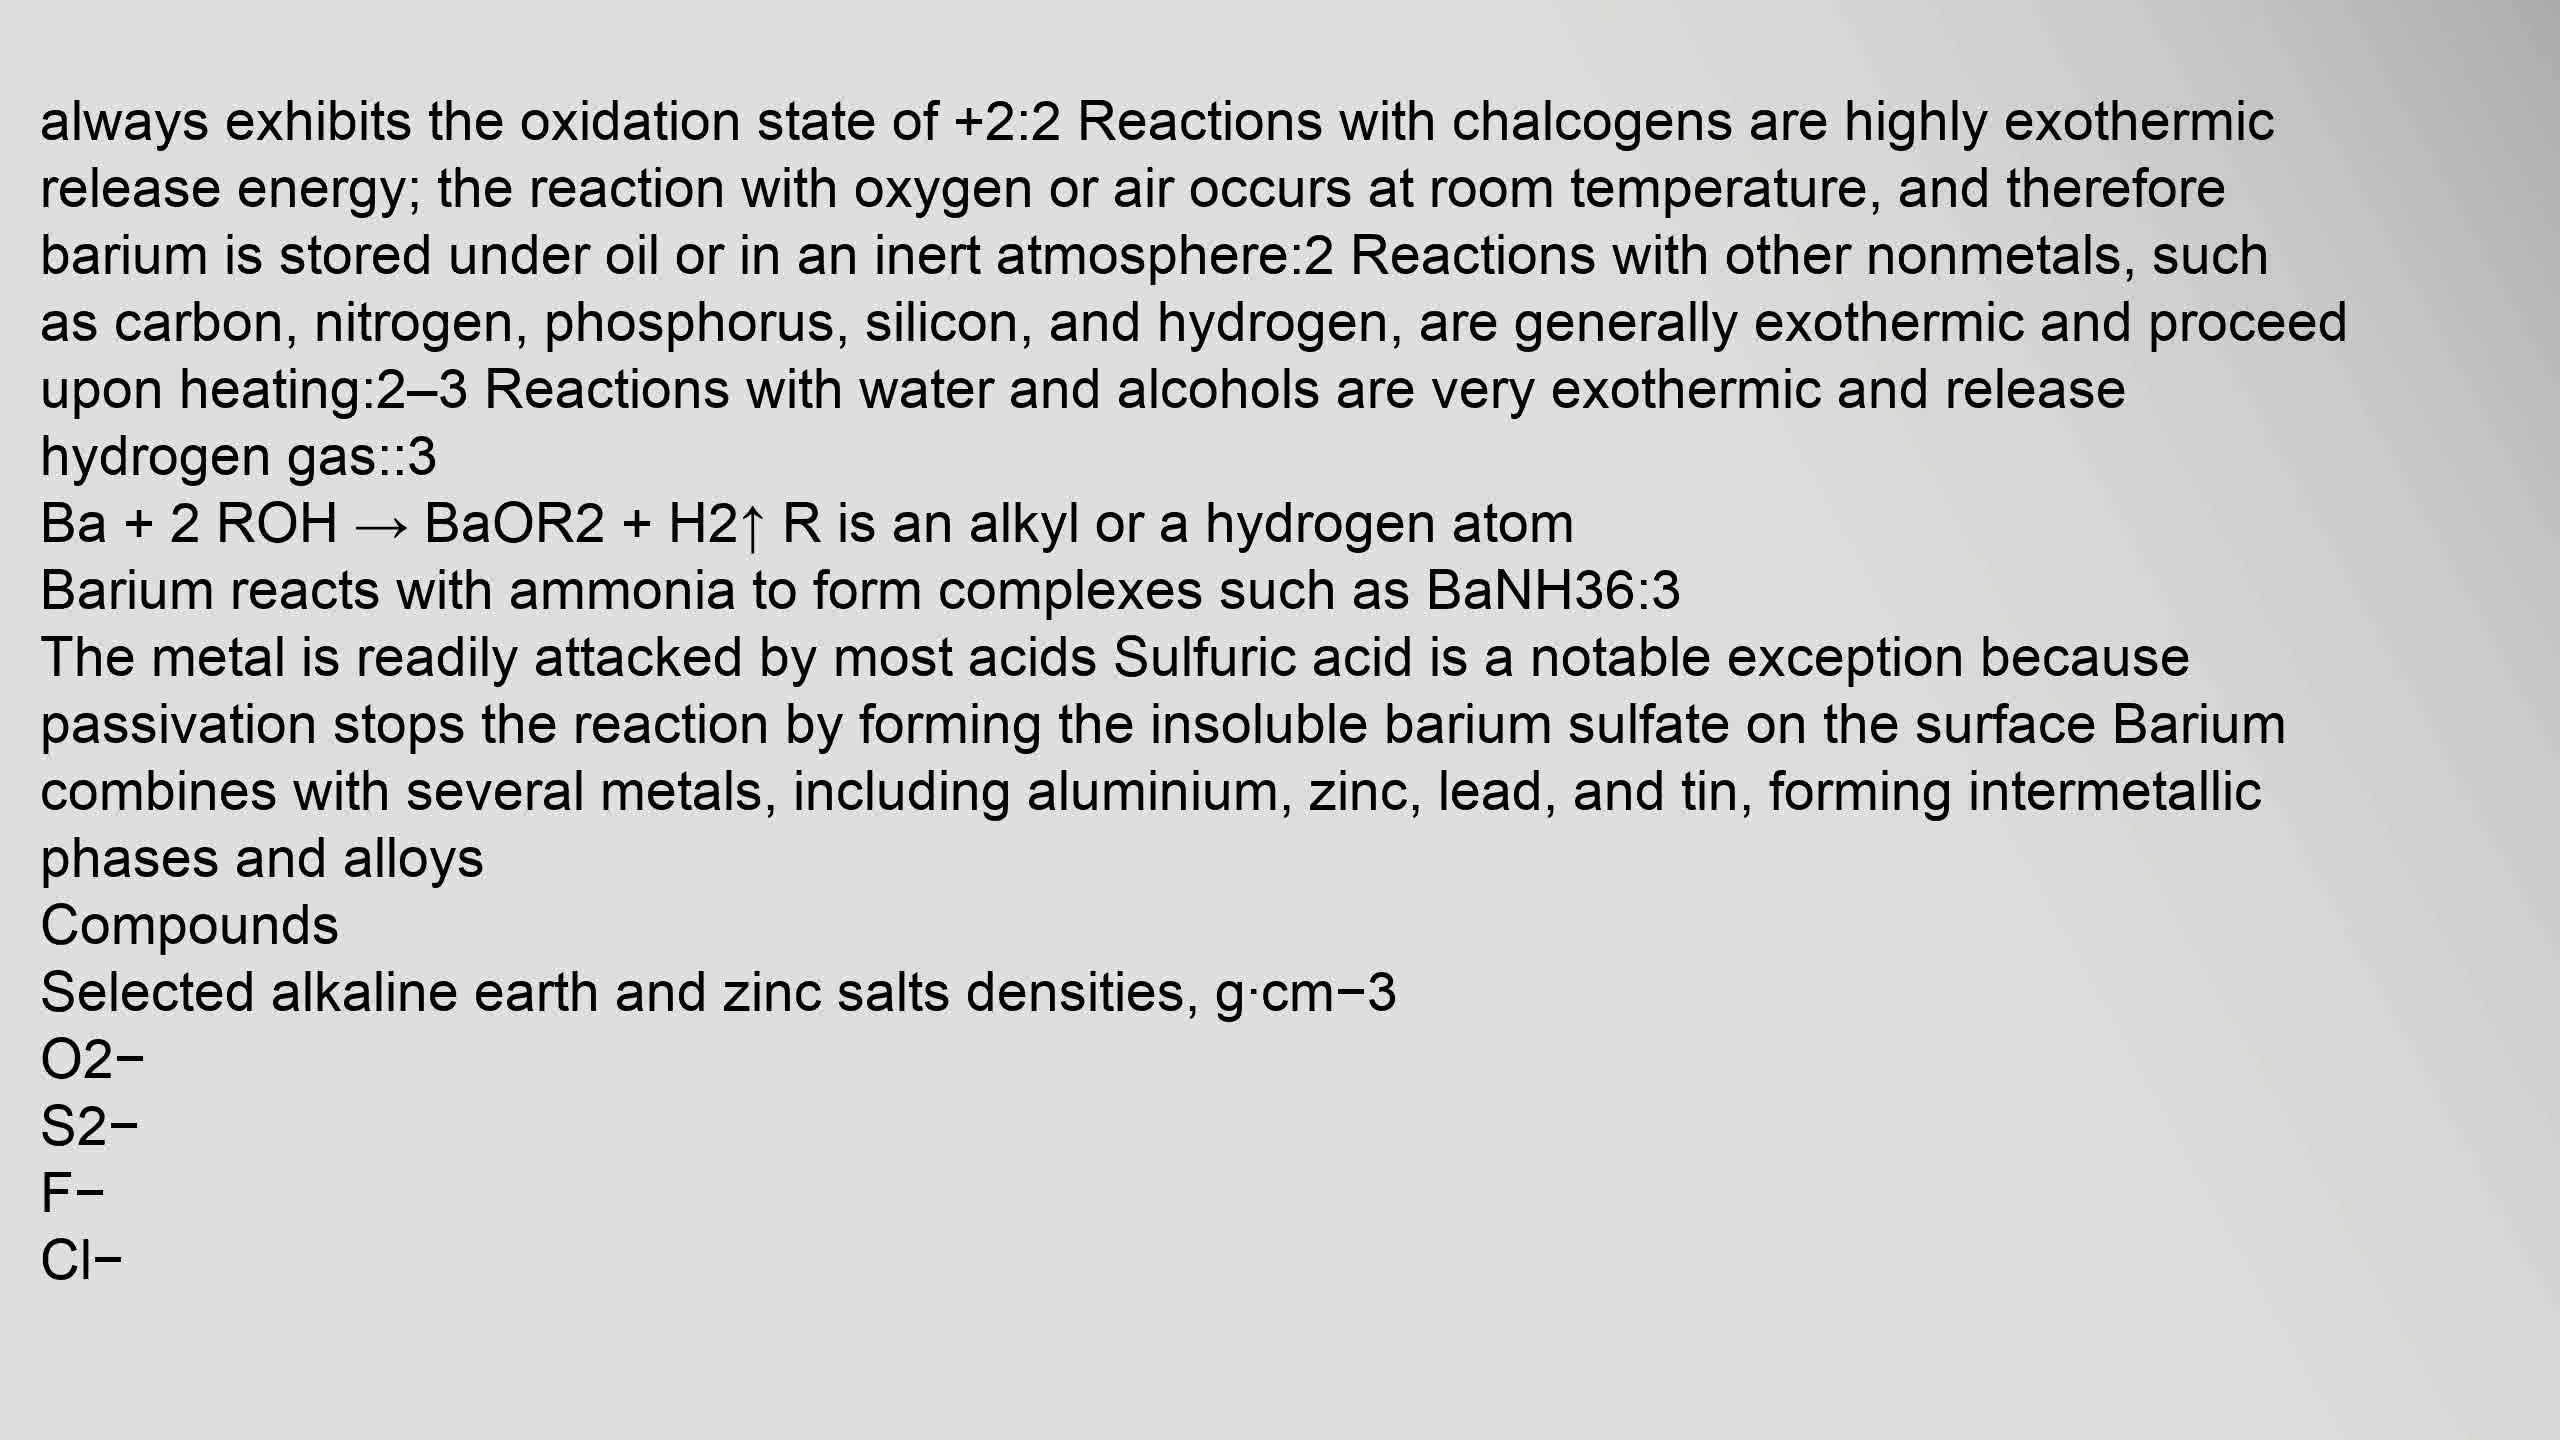 always exhibits the oxidation state of +2:2 Reactions with chalcogens are highly exothermic
release energy; the reaction with oxygen or air occurs at room temperature, and therefore
barium is stored under oil or in an inert atmosphere:2 Reactions with other nonmetals, such
as carbon, nitrogen, phosphorus, silicon, and hydrogen, are generally exothermic and proceed
upon heating:2–3 Reactions with water and alcohols are very exothermic and release
hydrogen gas::3
Ba + 2 ROH → BaOR2 + H2↑ R is an alkyl or a hydrogen atom
Barium reacts with ammonia to form complexes such as BaNH36:3
The metal is readily attacked by most acids Sulfuric acid is a notable exception because
passivation stops the reaction by forming the insoluble barium sulfate on the surface Barium
combines with several metals, including aluminium, zinc, lead, and tin, forming intermetallic
phases and alloys
Compounds
Selected alkaline earth and zinc salts densities, g·cm−3
O2−
S2−
F−
Cl−